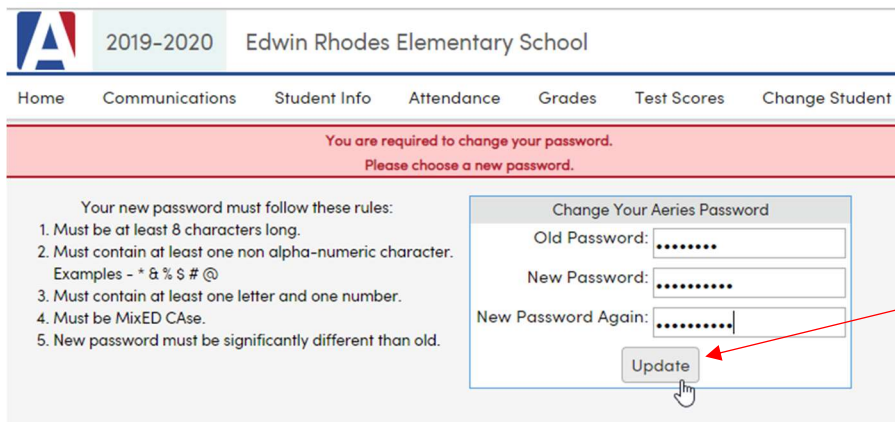 A
2019-2020 Edwin Rhodes Elementary School
Home Communications Student Info Attendance Grades Test Scores Change Student
You are required to change your password.
Please choose a new password.
Your new password must follow these rules:
1. Must be at least 8 characters long.
2. Must contain at least one non alpha-numeric character.
Examples - * & % $ # @
3. Must contain at least one letter and one number.
4. Must be MixED CAse.
5. New password must be significantly different than old.
Change Your Aeries Password
Old Password: ••••••••
New Password: ••••••••••
New Password Again: ••••••••••
Update